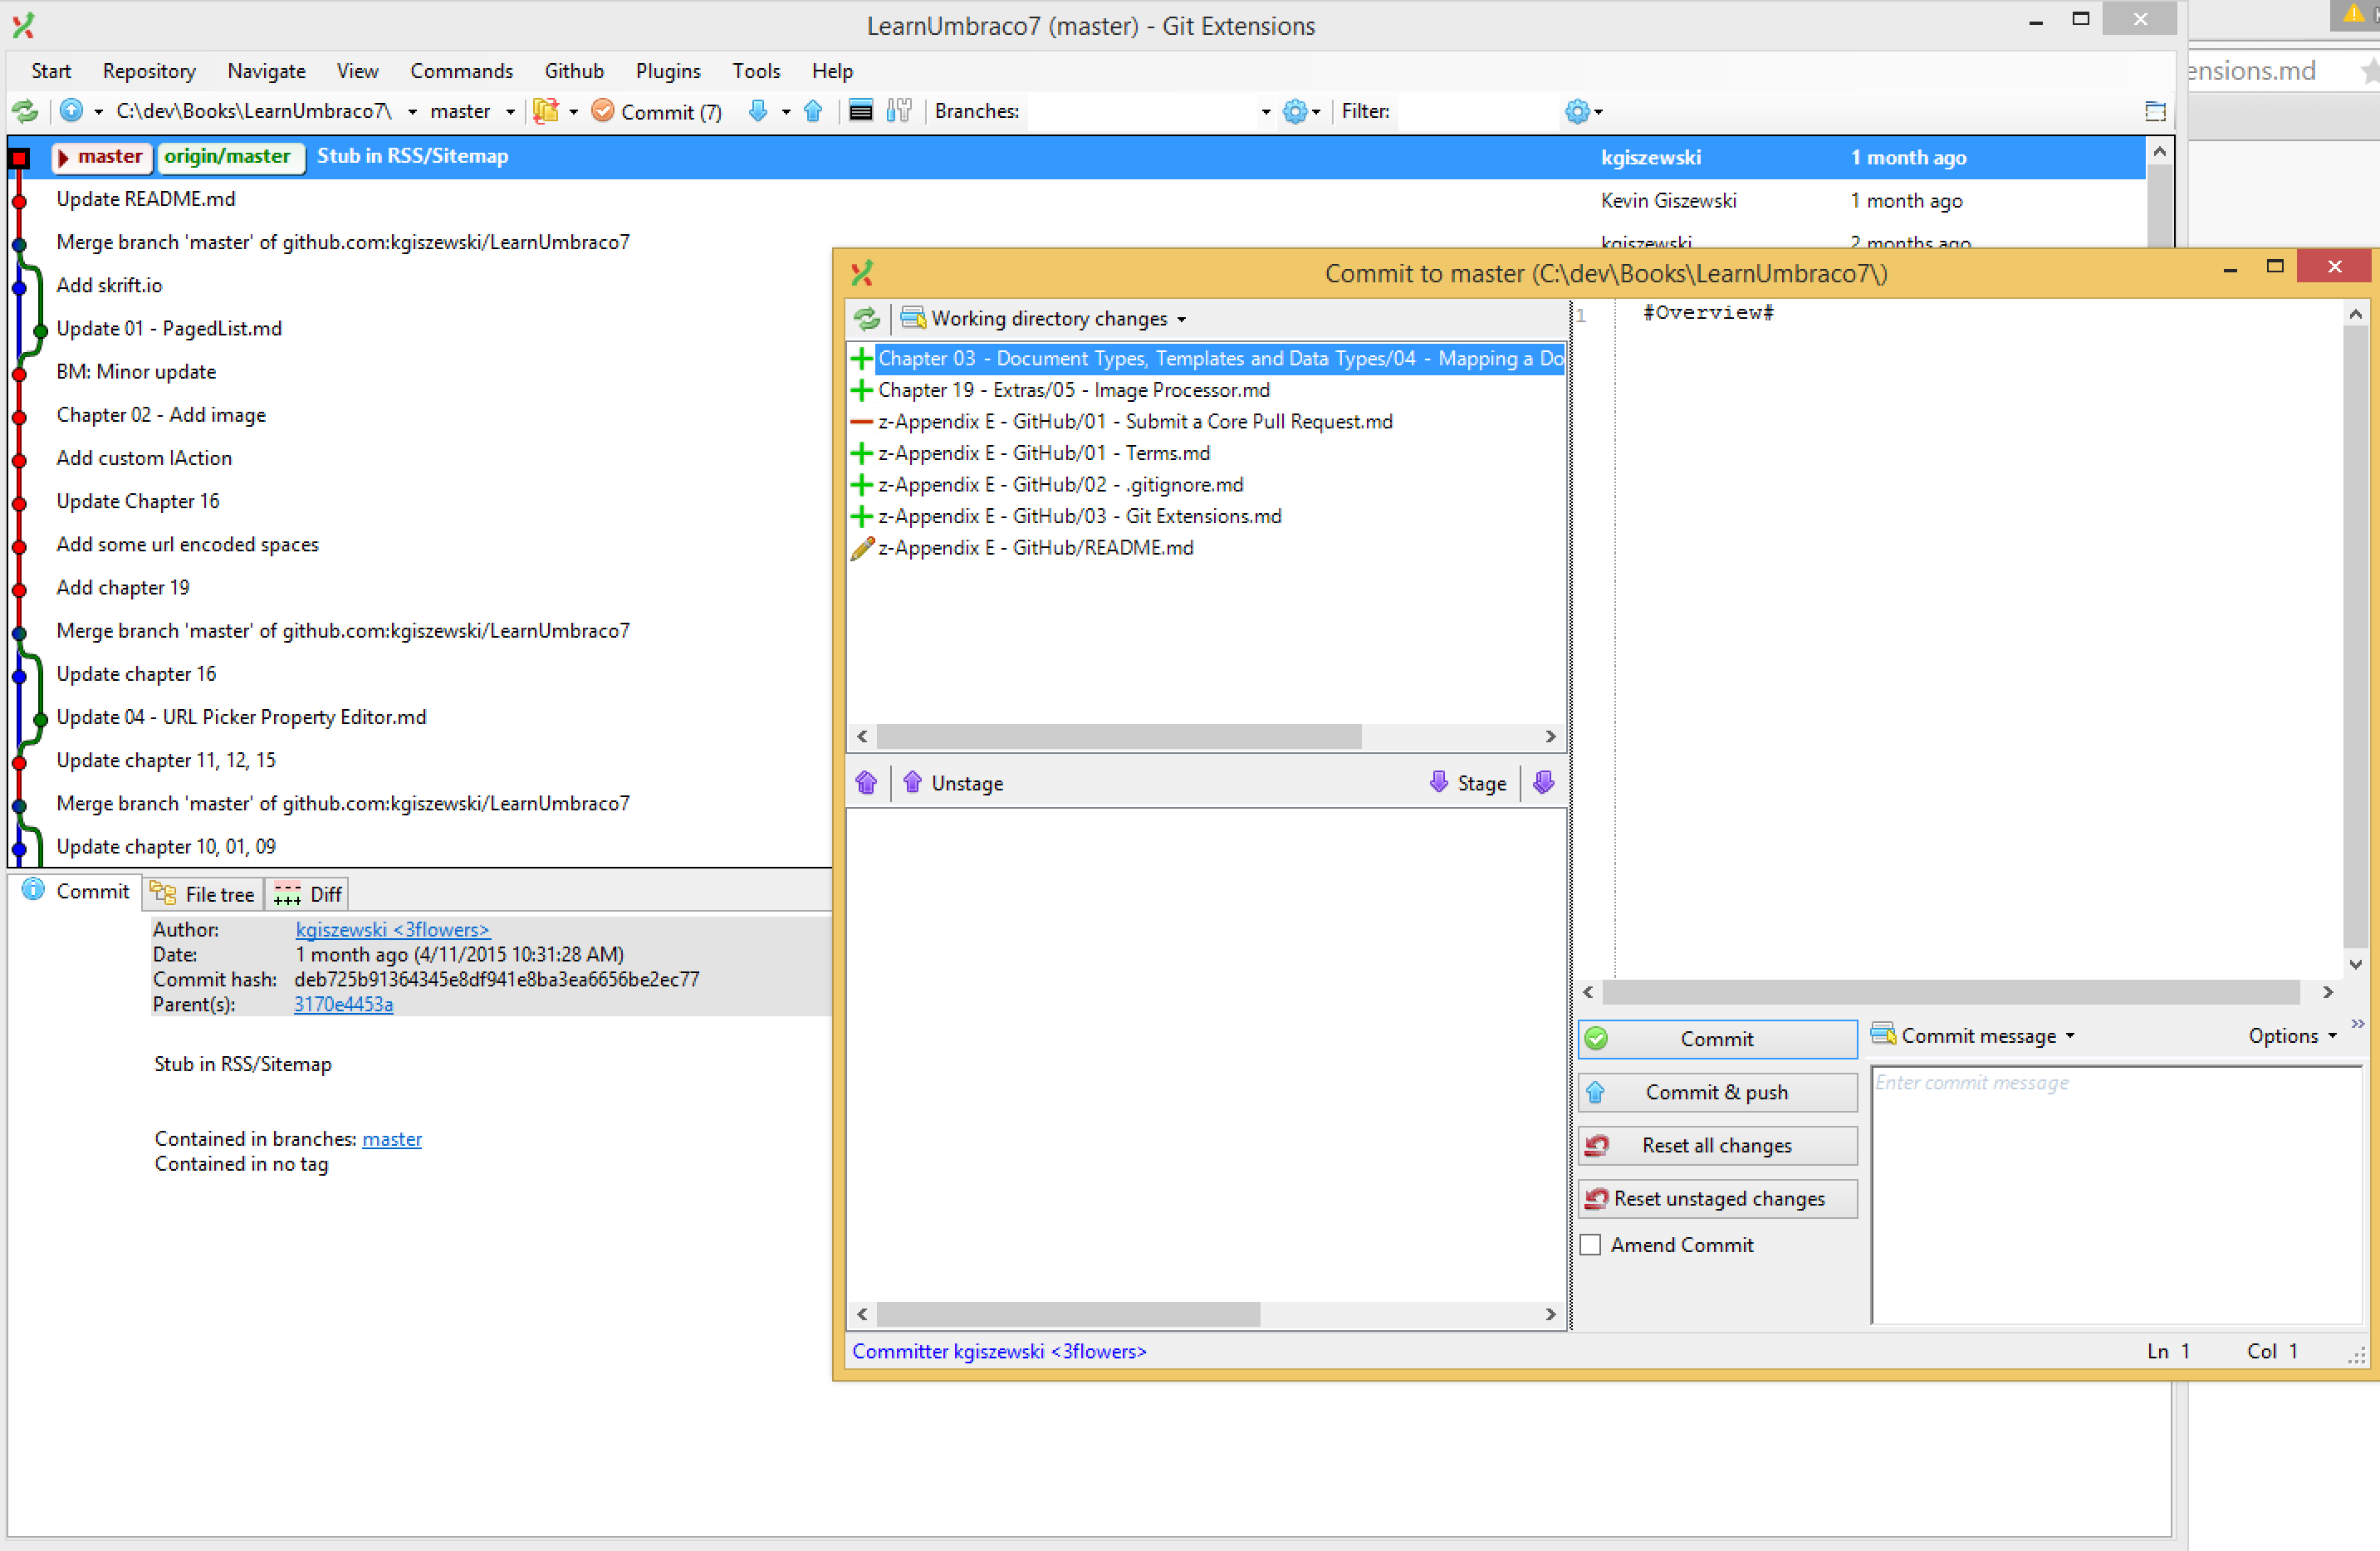 LearnUmbraco7 (master) - Git Extensions
Start Repository Navigate View Commands Github Plugins Tools Help
ensions.md
C:\dev\Books\LearnUmbraco7\ master Commit (7) Branches: Filter:
master origin/master Stub in RSS/Sitemap kgiszewski 1 month ago
Update README.md Kevin Giszewski 1 month ago
Merge branch 'master' of github.com:kgiszewski/LearnUmbraco7 kgiszewski 2 months ago
Add skrift.io
Update 01 - PagedList.md
BM: Minor update
Chapter 02 - Add image
Add custom IAction
Update Chapter 16
Add some url encoded spaces
Add chapter 19
Merge branch 'master' of github.com:kgiszewski/LearnUmbraco7
Update chapter 16
Update 04 - URL Picker Property Editor.md
Update chapter 11, 12, 15
Merge branch 'master' of github.com:kgiszewski/LearnUmbraco7
Update chapter 10, 01, 09
Commit File tree Diff
Author: kgiszewski <3flowers>
Date: 1 month ago (4/11/2015 10:31:28 AM)
Commit hash: deb725b91364345e8df941e8ba3ea6656be2ec77
Parent(s): 3170e4453a
Stub in RSS/Sitemap
Contained in branches: master
Contained in no tag
Commit to master (C:\dev\Books\LearnUmbraco7\)
Working directory changes
Chapter 03 - Document Types, Templates and Data Types/04 - Mapping a Do
Chapter 19 - Extras/05 - Image Processor.md
z-Appendix E - GitHub/01 - Submit a Core Pull Request.md
z-Appendix E - GitHub/01 - Terms.md
z-Appendix E - GitHub/02 - .gitignore.md
z-Appendix E - GitHub/03 - Git Extensions.md
z-Appendix E - GitHub/README.md
Unstage Stage
1 #Overview#
Commit
Commit & push
Reset all changes
Reset unstaged changes
Amend Commit
Commit message Options
Enter commit message
Committer kgiszewski <3flowers>
Ln 1 Col 1